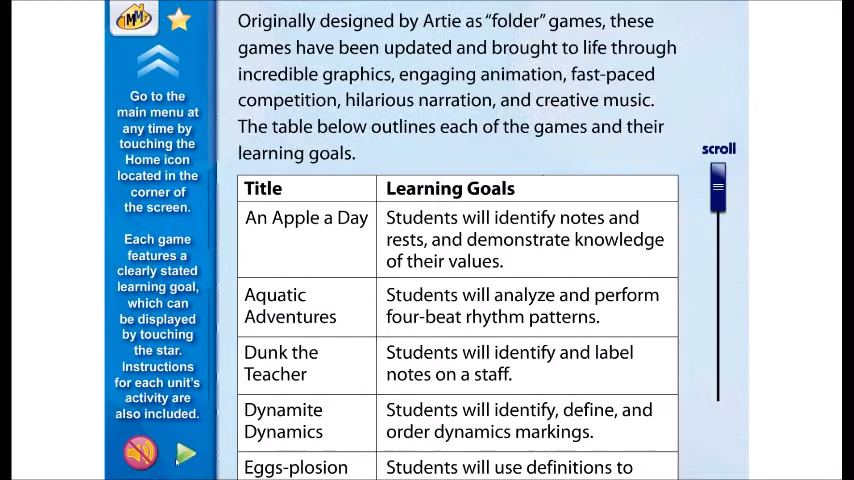 MM
Go to the
main menu at
any time by
touching the
Home icon
located in the
corner of
the screen.
Each game
features a
clearly stated
learning goal,
which can
be displayed
by touching
the star.
Instructions
for each unit's
activity are
also included.
Originally designed by Artie as “folder” games, these
games have been updated and brought to life through
incredible graphics, engaging animation, fast-paced
competition, hilarious narration, and creative music.
The table below outlines each of the games and their
learning goals.
scroll
Title Learning Goals
An Apple a Day Students will identify notes and
rests, and demonstrate knowledge
of their values.
Aquatic Students will analyze and perform
Adventures four-beat rhythm patterns.
Dunk the Students will identify and label
Teacher notes on a staff.
Dynamite Students will identify, define, and
Dynamics order dynamics markings.
Eggs-plosion Students will use definitions to